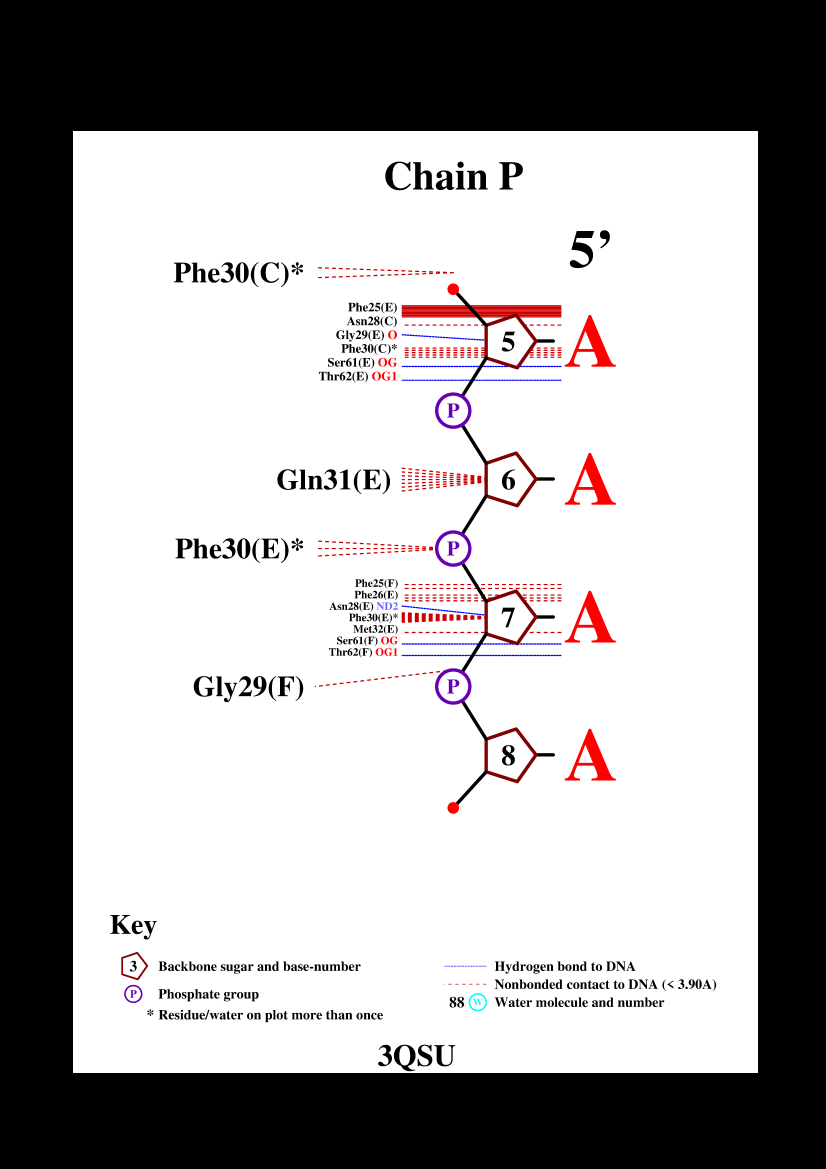 Chain P
5’
Phe30(C)*
Phe25(E)
Asn28(C)
Gly29(E) O
Phe30(C)*
Ser61(E) OG
Thr62(E) OG1
5
A
P
Gln31(E)
6
A
Phe30(E)*
P
Phe25(F)
Phe26(E)
Asn28(E) ND2
Phe30(E)*
Met32(E)
Ser61(F) OG
Thr62(F) OG1
7
A
Gly29(F)
P
8
A
Key
3 Backbone sugar and base-number
P Phosphate group
* Residue/water on plot more than once
Hydrogen bond to DNA
Nonbonded contact to DNA (< 3.90A)
88 W Water molecule and number
3QSU